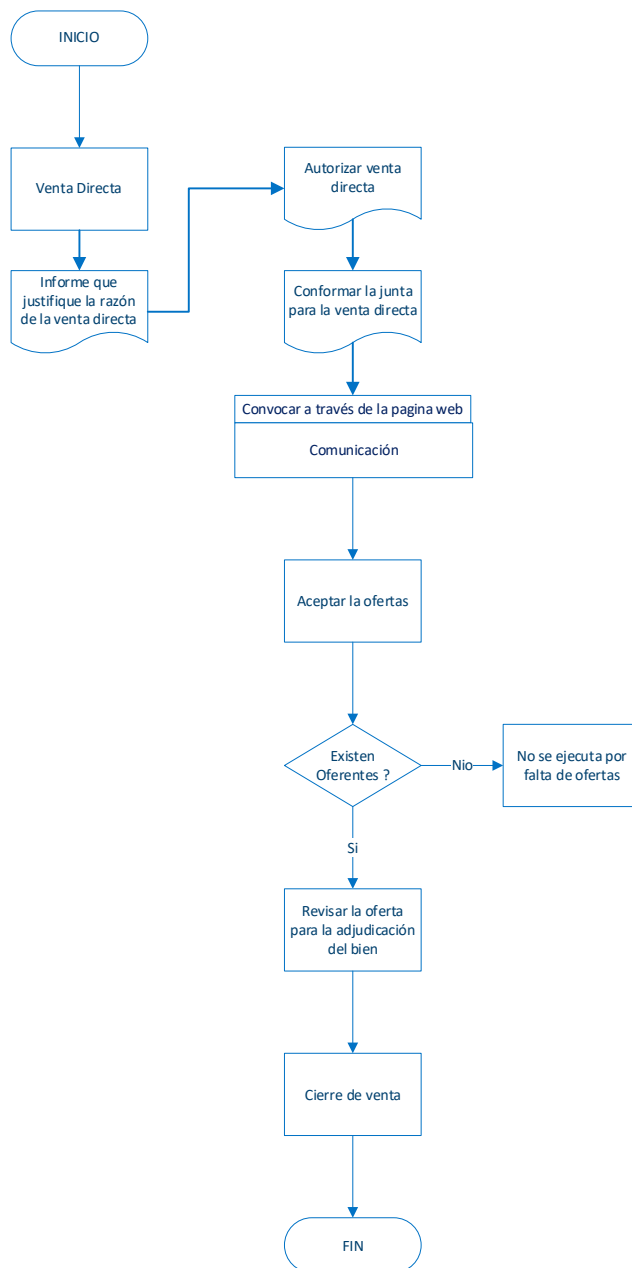 INICIO
Venta Directa
Informe que
justifique la razón
de la venta directa
Autorizar venta
directa
Conformar la junta
para la venta directa
Convocar a través de la pagina web
Comunicación
Aceptar la ofertas
Existen
Oferentes ?
Nio
No se ejecuta por
falta de ofertas
Si
Revisar la oferta
para la adjudicación
del bien
Cierre de venta
FIN